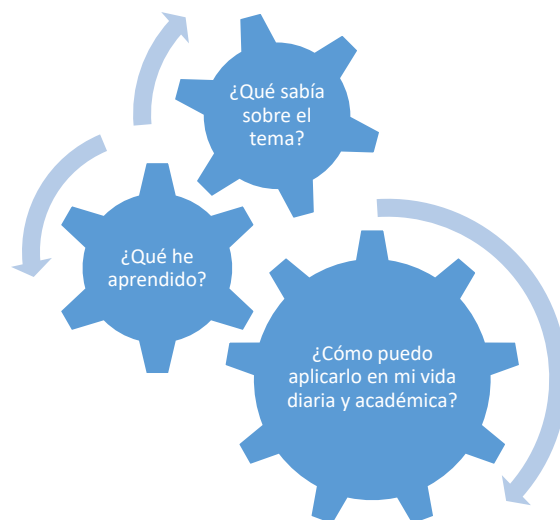 ¿Qué sabía
sobre el
tema?
¿Qué he
aprendido?
¿Cómo puedo
aplicarlo en mi vida
diaria y académica?